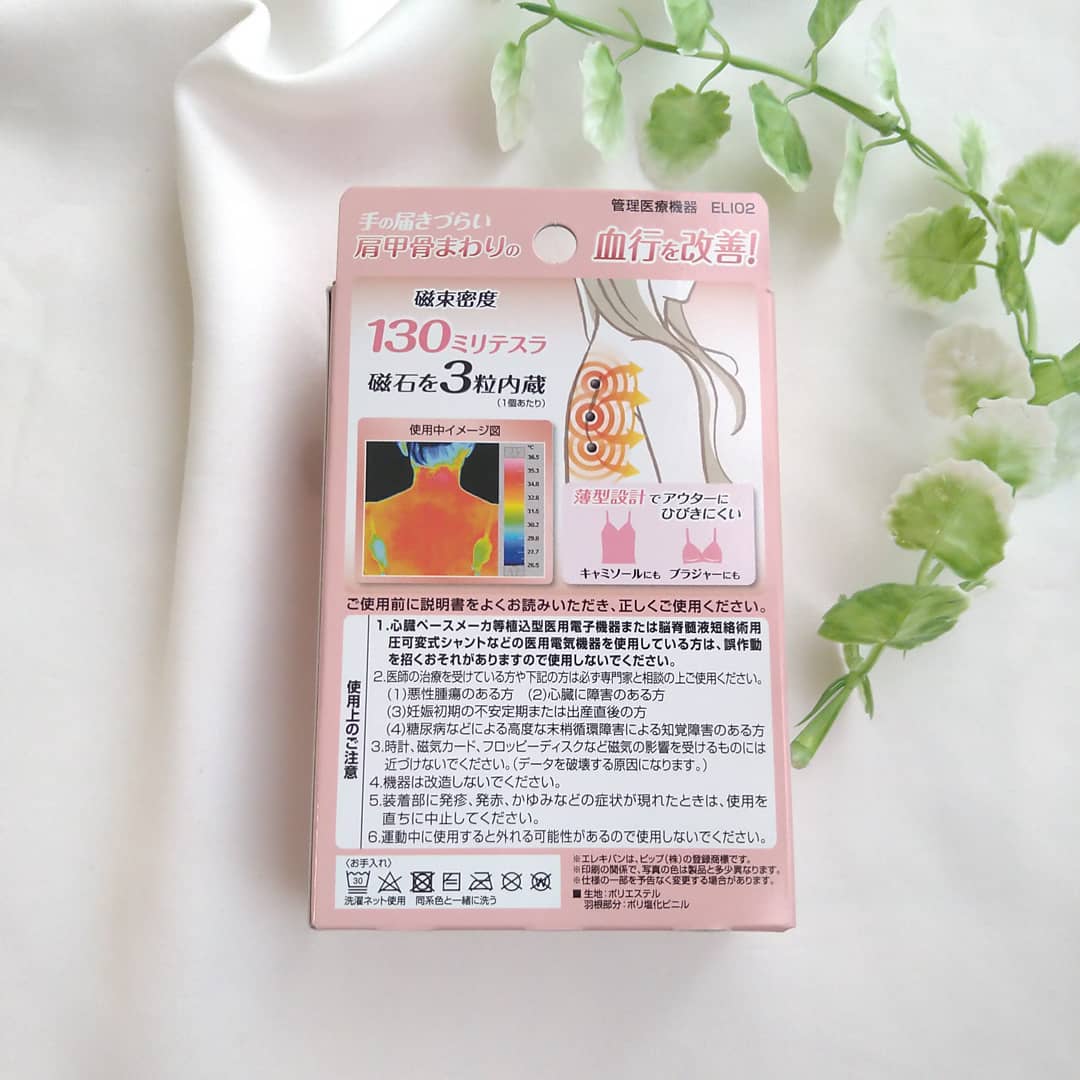 管理医療機器 ELI02
手の届きづらい
肩甲骨まわりの 血行を改善!
磁束密度
130ミリテスラ
磁石を3粒内蔵
(1個あたり)
使用中イメージ図
℃
36.5
35.3
34.0
32.8
31.5
30.2
29.0
27.7
26.5
薄型設計でアウターに
ひびきにくい
キャミソールにも ブラジャーにも
ご使用前に説明書をよくお読みいただき、正しくご使用ください。
使用上のご注意
1.心臓ペースメーカ等植込型医用電子機器または脳脊髄液短絡術用
圧可変式シャントなどの医用電気機器を使用している方は、誤作動
を招くおそれがありますので使用しないでください。
2.医師の治療を受けている方や下記の方は必ず専門家と相談の上ご使用ください。
(1)悪性腫瘍のある方 (2)心臓に障害のある方
(3)妊娠初期の不安定期または出産直後の方
(4)糖尿病などによる高度な末梢循環障害による知覚障害のある方
3.時計、磁気カード、フロッピーディスクなど磁気の影響を受けるものには
近づけないでください。(データを破壊する原因になります。)
4.機器は改造しないでください。
5.装着部に発疹、発赤、かゆみなどの症状が現れたときは、使用を
直ちに中止してください。
6.運動中に使用すると外れる可能性があるので使用しないでください。
〈お手入れ〉
30
洗濯ネット使用 同系色と一緒に洗う
※エレキバンは、ピップ(株)の登録商標です。
※印刷の関係で、写真の色は製品と多少異なります。
※仕様の一部を予告なく変更する場合があります。
■生地:ポリエステル
羽根部分:ポリ塩化ビニル